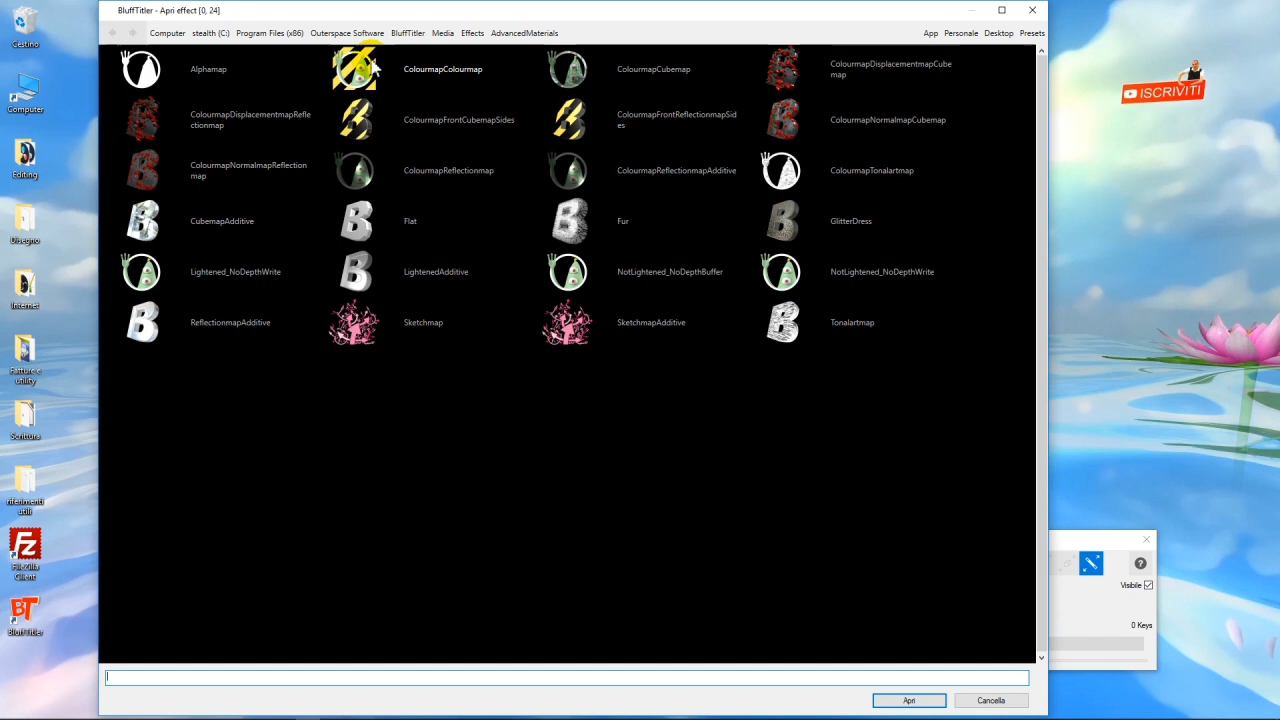 BluffTitler - Apri effect [0, 24]
Computer stealth (C:) Program Files (x86) Outerspace Software BluffTitler Media Effects AdvancedMaterials App Personale Desktop Presets
Alphamap
ColourmapColourmap
ColourmapCubemap
ColourmapDisplacementmapCube
map
ColourmapDisplacementmapRefle
ctionmap
ColourmapFrontCubemapSides
ColourmapFrontReflectionmapSid
es
ColourmapNormalmapCubemap
ColourmapNormalmapReflection
map
ColourmapReflectionmap
ColourmapReflectionmapAdditive
ColourmapTonalartmap
CubemapAdditive
Flat
Fur
GlitterDress
Lightened_NoDepthWrite
LightenedAdditive
NotLightened_NoDepthBuffer
NotLightened_NoDepthWrite
ReflectionmapAdditive
Sketchmap
SketchmapAdditive
Tonalartmap
Apri
Cancella
Cestino
Computer
Editing
Disegno
Internet
Fatture e
utility
Scrittura
riferimenti
utili
Fz
FileZilla
Client
BT
BluffTitler
ISCRIVITI
Visibile
0 Keys